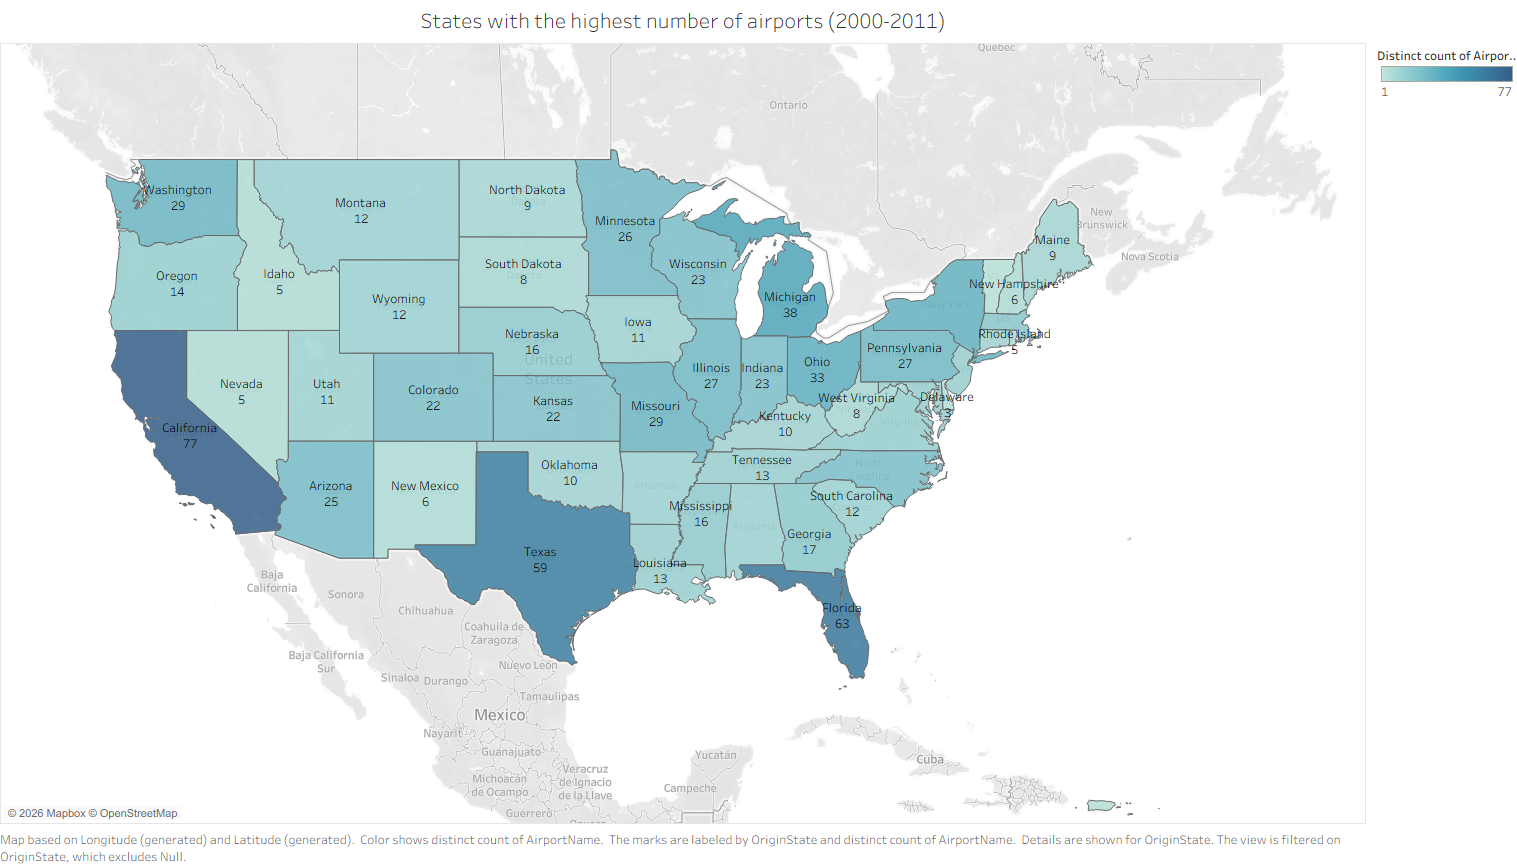 States with the highest number of airports (2000-2011)
Distinct count of Airpor..
1 77
Quebec
Ontario
New
Brunswick
Nova Scotia
Washington
29
Montana
12
North Dakota
9
Minnesota
26
Maine
9
Oregon
14
Idaho
5
South Dakota
8
Wisconsin
23
Wyoming
12
Michigan
38
New Hampshire
6
New York
Iowa
11
Nebraska
16
Rhode Island
5
Pennsylvania
27
United
States
Illinois
27
Indiana
23
Ohio
33
Nevada
5
Utah
11
Colorado
22
Kansas
22
Missouri
29
West Virginia
8
Delaware
3
Virginia
Kentucky
10
California
77
Tennessee
13
North
Carolina
Oklahoma
10
Arizona
25
New Mexico
6
Arkansas
Mississippi
16
Alabama
South Carolina
12
Georgia
17
Texas
59
Louisiana
13
Florida
63
Baja
California
Sonora
Chihuahua
Coahuila de
Zaragoza
Baja California
Sur
Nuevo León
Sinaloa
Durango
Tamaulipas
Mexico
Nayarit
Guanajuato
Yucatán
Cuba
Michoacán
de Ocampo
Veracruz
de Ignacio
de la Llave
Campeche
Guerrero
© 2026 Mapbox © OpenStreetMap
Map based on Longitude (generated) and Latitude (generated). Color shows distinct count of AirportName. The marks are labeled by OriginState and distinct count of AirportName. Details are shown for OriginState. The view is filtered on
OriginState, which excludes Null.